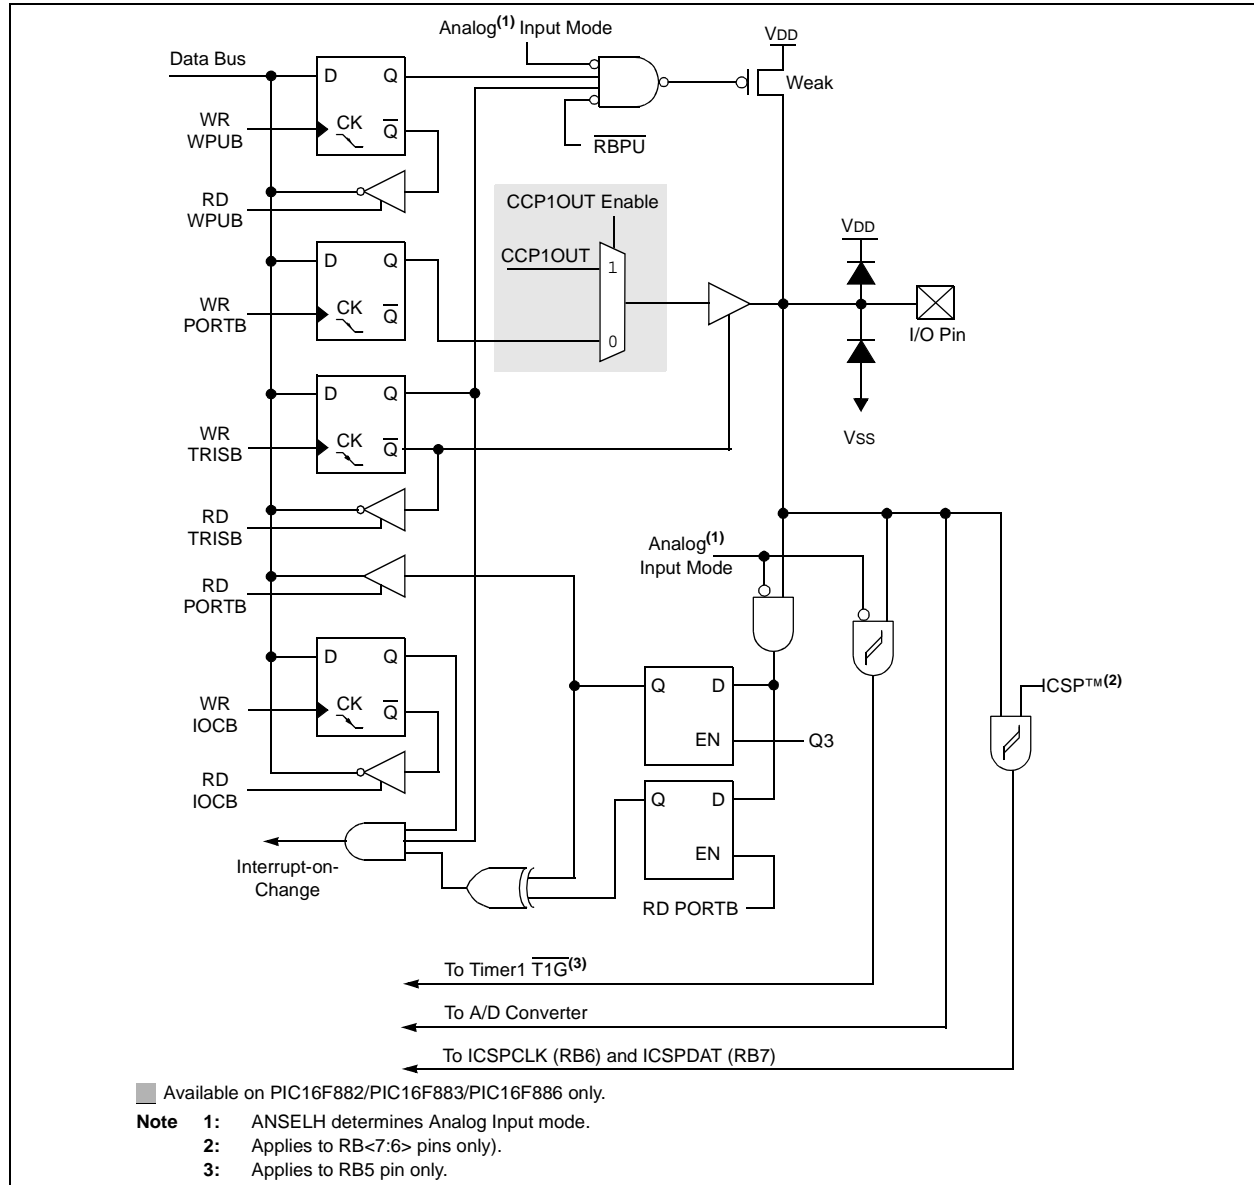 Analog(1) Input Mode
VDD
Data Bus
Weak
D Q
CK Q
WR
WPUB
RBPU
RD
WPUB
CCP1OUT Enable
CCP1OUT
1
0
VDD
I/O Pin
VSS
D Q
CK Q
WR
PORTB
D Q
CK Q
WR
TRISB
RD
TRISB
Analog(1)
Input Mode
RD
PORTB
D Q
CK Q
WR
IOCB
Q D
EN
Q3
ICSP™(2)
RD
IOCB
Q D
EN
RD PORTB
Interrupt-on-
Change
To Timer1 T1G(3)
To A/D Converter
To ICSPCLK (RB6) and ICSPDAT (RB7)
Available on PIC16F882/PIC16F883/PIC16F886 only.
Note 1: ANSELH determines Analog Input mode.
2: Applies to RB<7:6> pins only).
3: Applies to RB5 pin only.